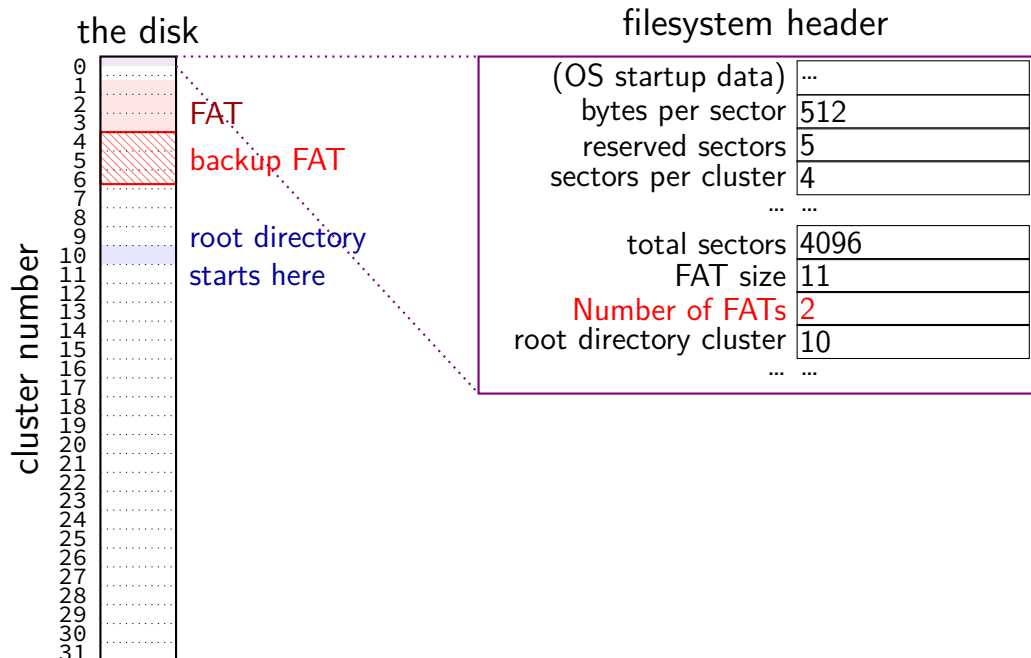 the disk
filesystem header
cluster number
0
1
2
3
4
5
6
7
8
9
10
11
12
13
14
15
16
17
18
19
20
21
22
23
24
25
26
27
28
29
30
31
FAT
backup FAT
root directory
starts here
(OS startup data) ...
bytes per sector 512
reserved sectors 5
sectors per cluster 4
... ...
total sectors 4096
FAT size 11
Number of FATs 2
root directory cluster 10
... ...